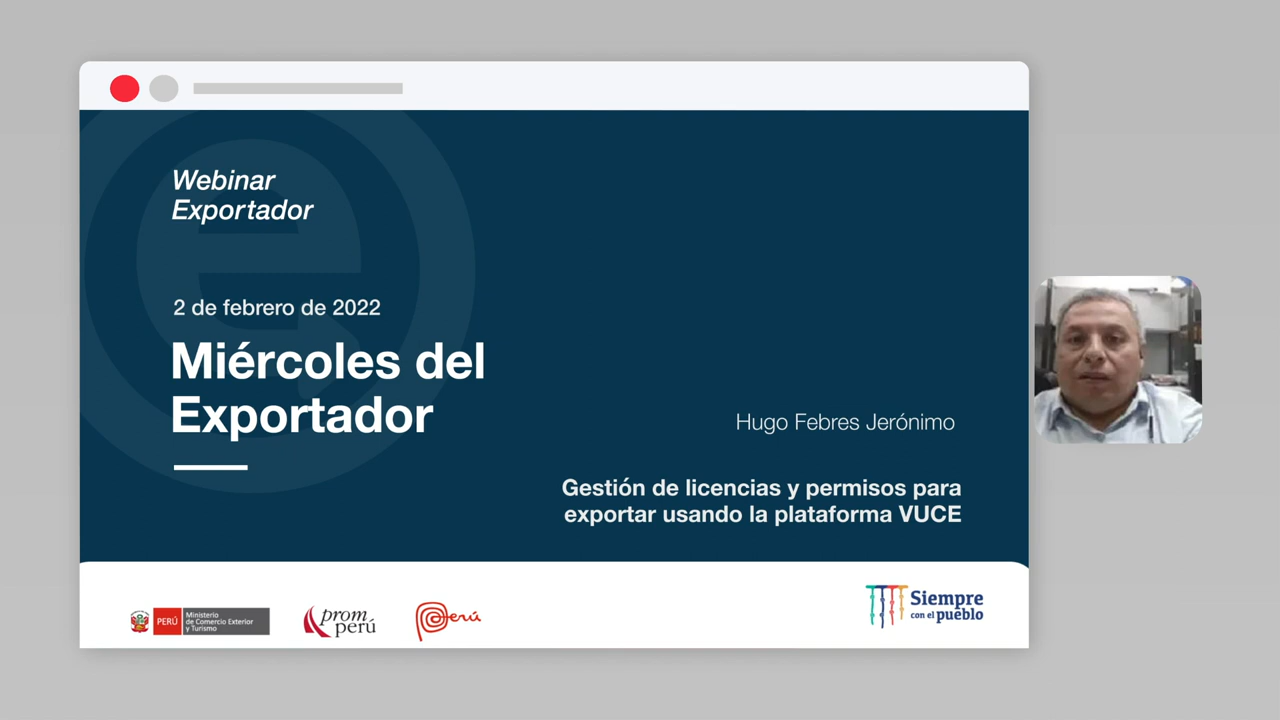 Webinar
Exportador
2 de febrero de 2022
Miércoles del
Exportador
Hugo Febres Jerónimo
Gestión de licencias y permisos para
exportar usando la plataforma VUCE
PERÚ
Ministerio
de Comercio Exterior
y Turismo
prom
perú
Perú
Siempre
con el pueblo